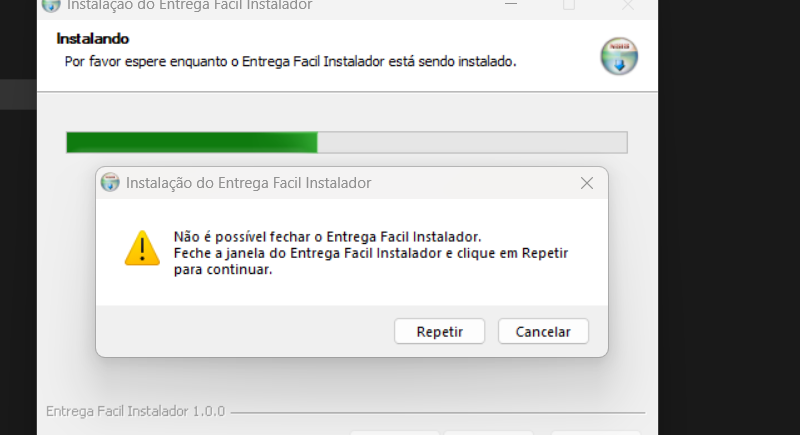 Instalação do Entrega Facil Instalador
Instalando
Por favor espere enquanto o Entrega Facil Instalador está sendo instalado.
Instalação do Entrega Facil Instalador
Não é possível fechar o Entrega Facil Instalador.
Feche a janela do Entrega Facil Instalador e clique em Repetir
para continuar.
Repetir
Cancelar
Entrega Facil Instalador 1.0.0